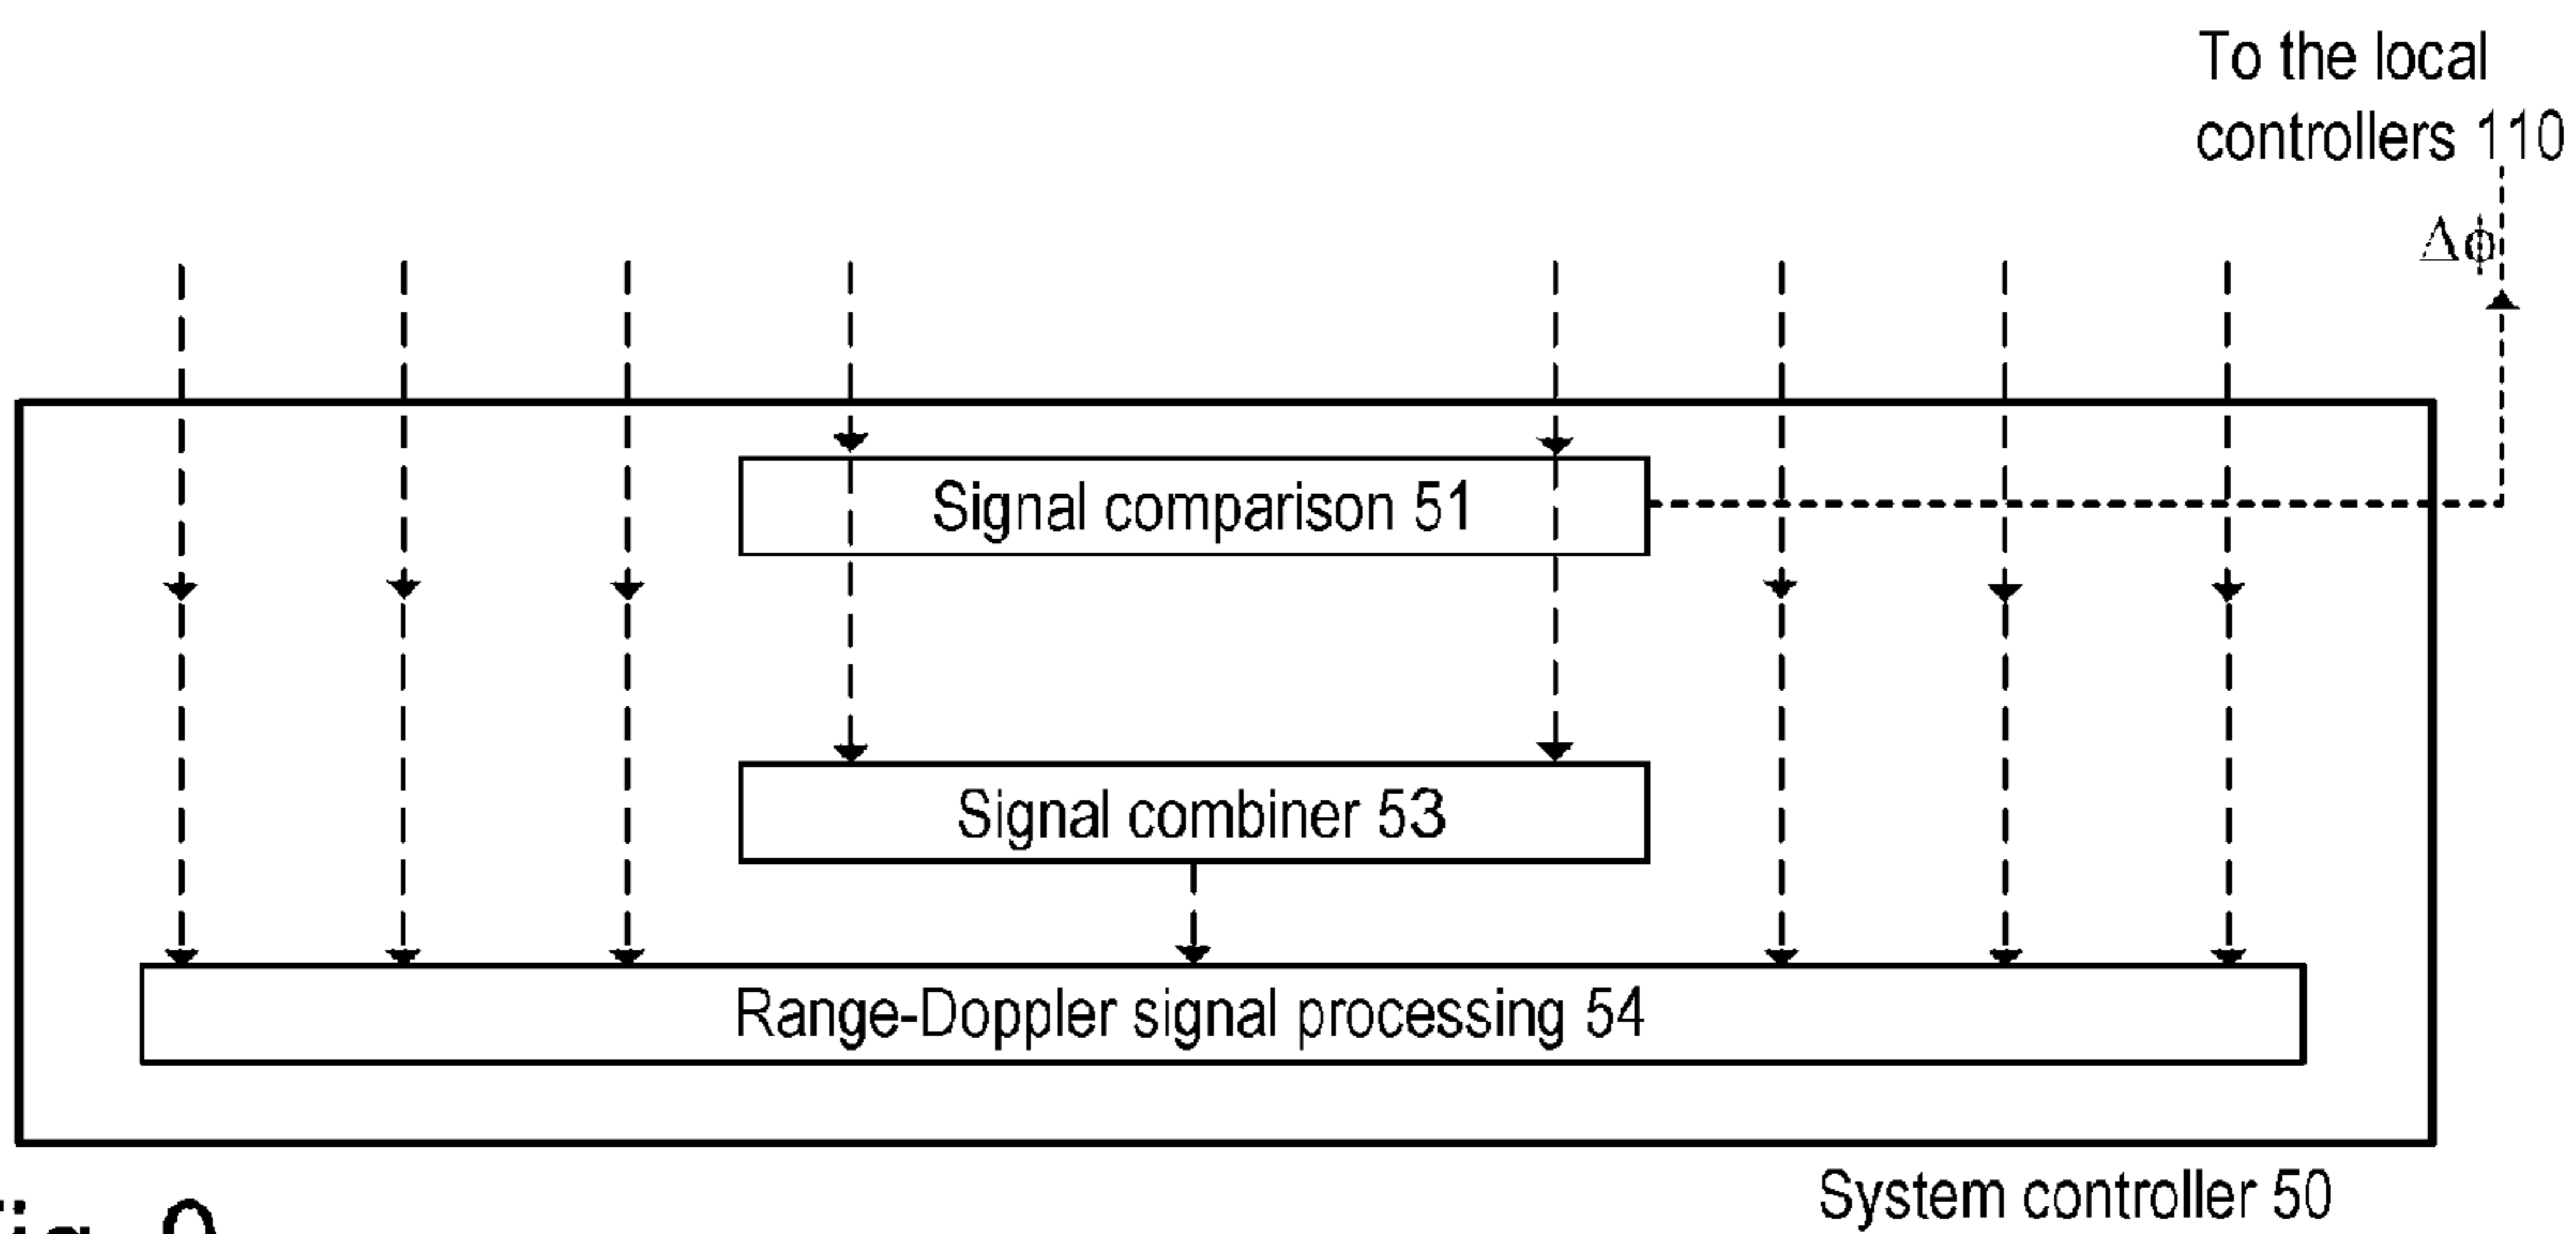 To the local
controllers 110
Δϕ
Signal comparison 51
Signal combiner 53
Range-Doppler signal processing 54
System controller 50